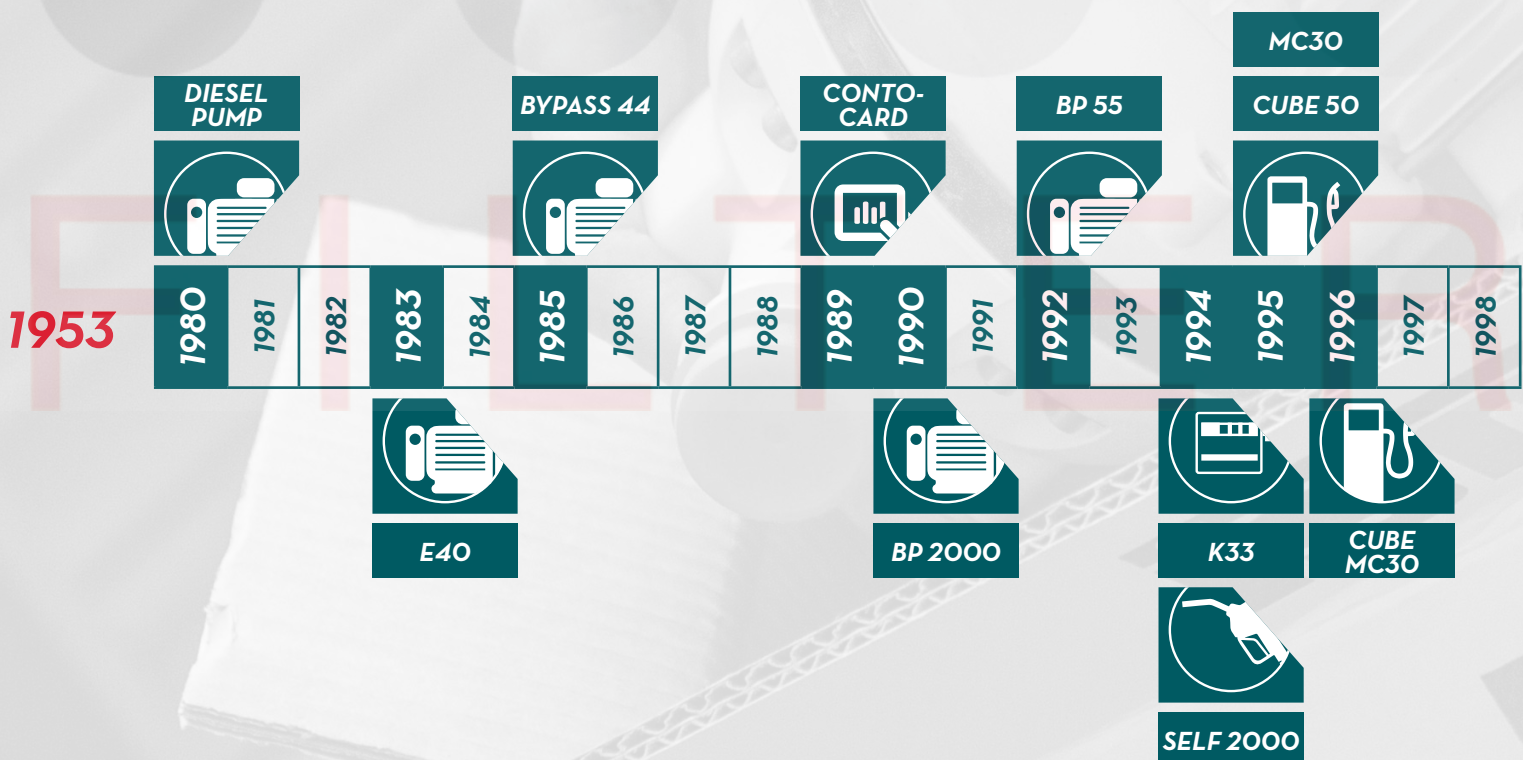 MC30
DIESEL
PUMP
BYPASS 44
CONTO-
CARD
BP 55
CUBE 50
FILTER
1953
1980
1981
1982
1983
1984
1985
1986
1987
1988
1989
1990
1991
1992
1993
1994
1995
1996
1997
1998
E40
BP 2000
K33
CUBE
MC30
SELF 2000